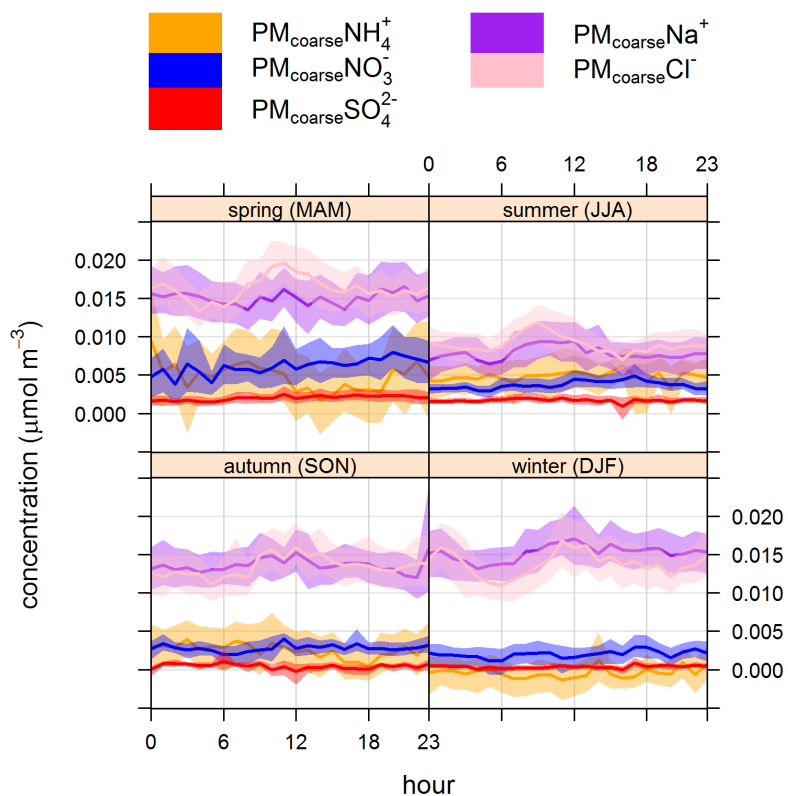 PMcoarseNH₄⁺ PMcoarseNa⁺
PMcoarseNO₃⁻ PMcoarseCl⁻
PMcoarseSO₄²⁻
0 6 12 18 23
spring (MAM) summer (JJA)
0.020
0.015
0.010
0.005
0.000
autumn (SON) winter (DJF)
0.020
0.015
0.010
0.005
0.000
0 6 12 18 23
concentration (μmol m⁻³)
hour